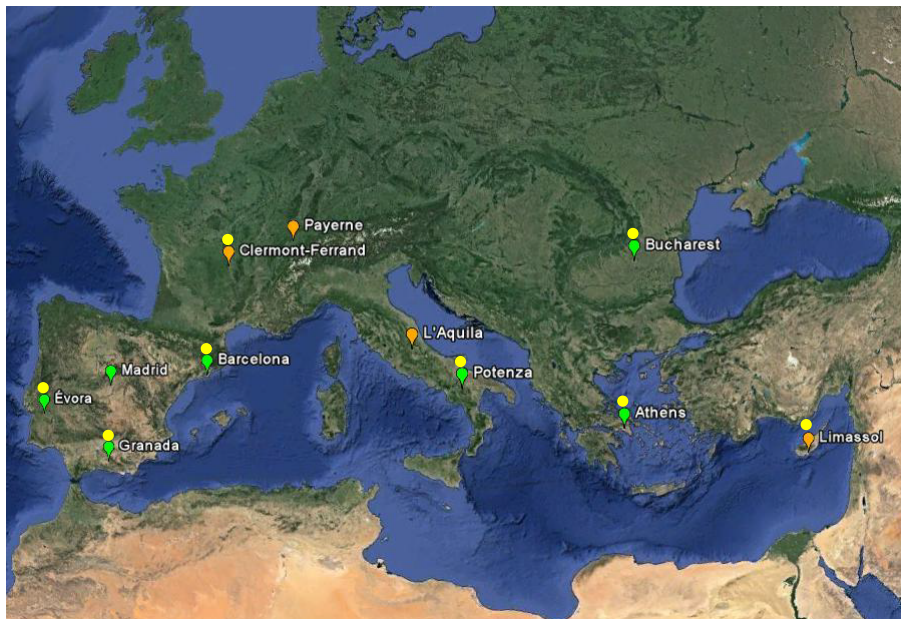 Payerne
Clermont-Ferrand
Bucharest
L'Aquila
Barcelona
Madrid
Potenza
Évora
Athens
Granada
Limassol